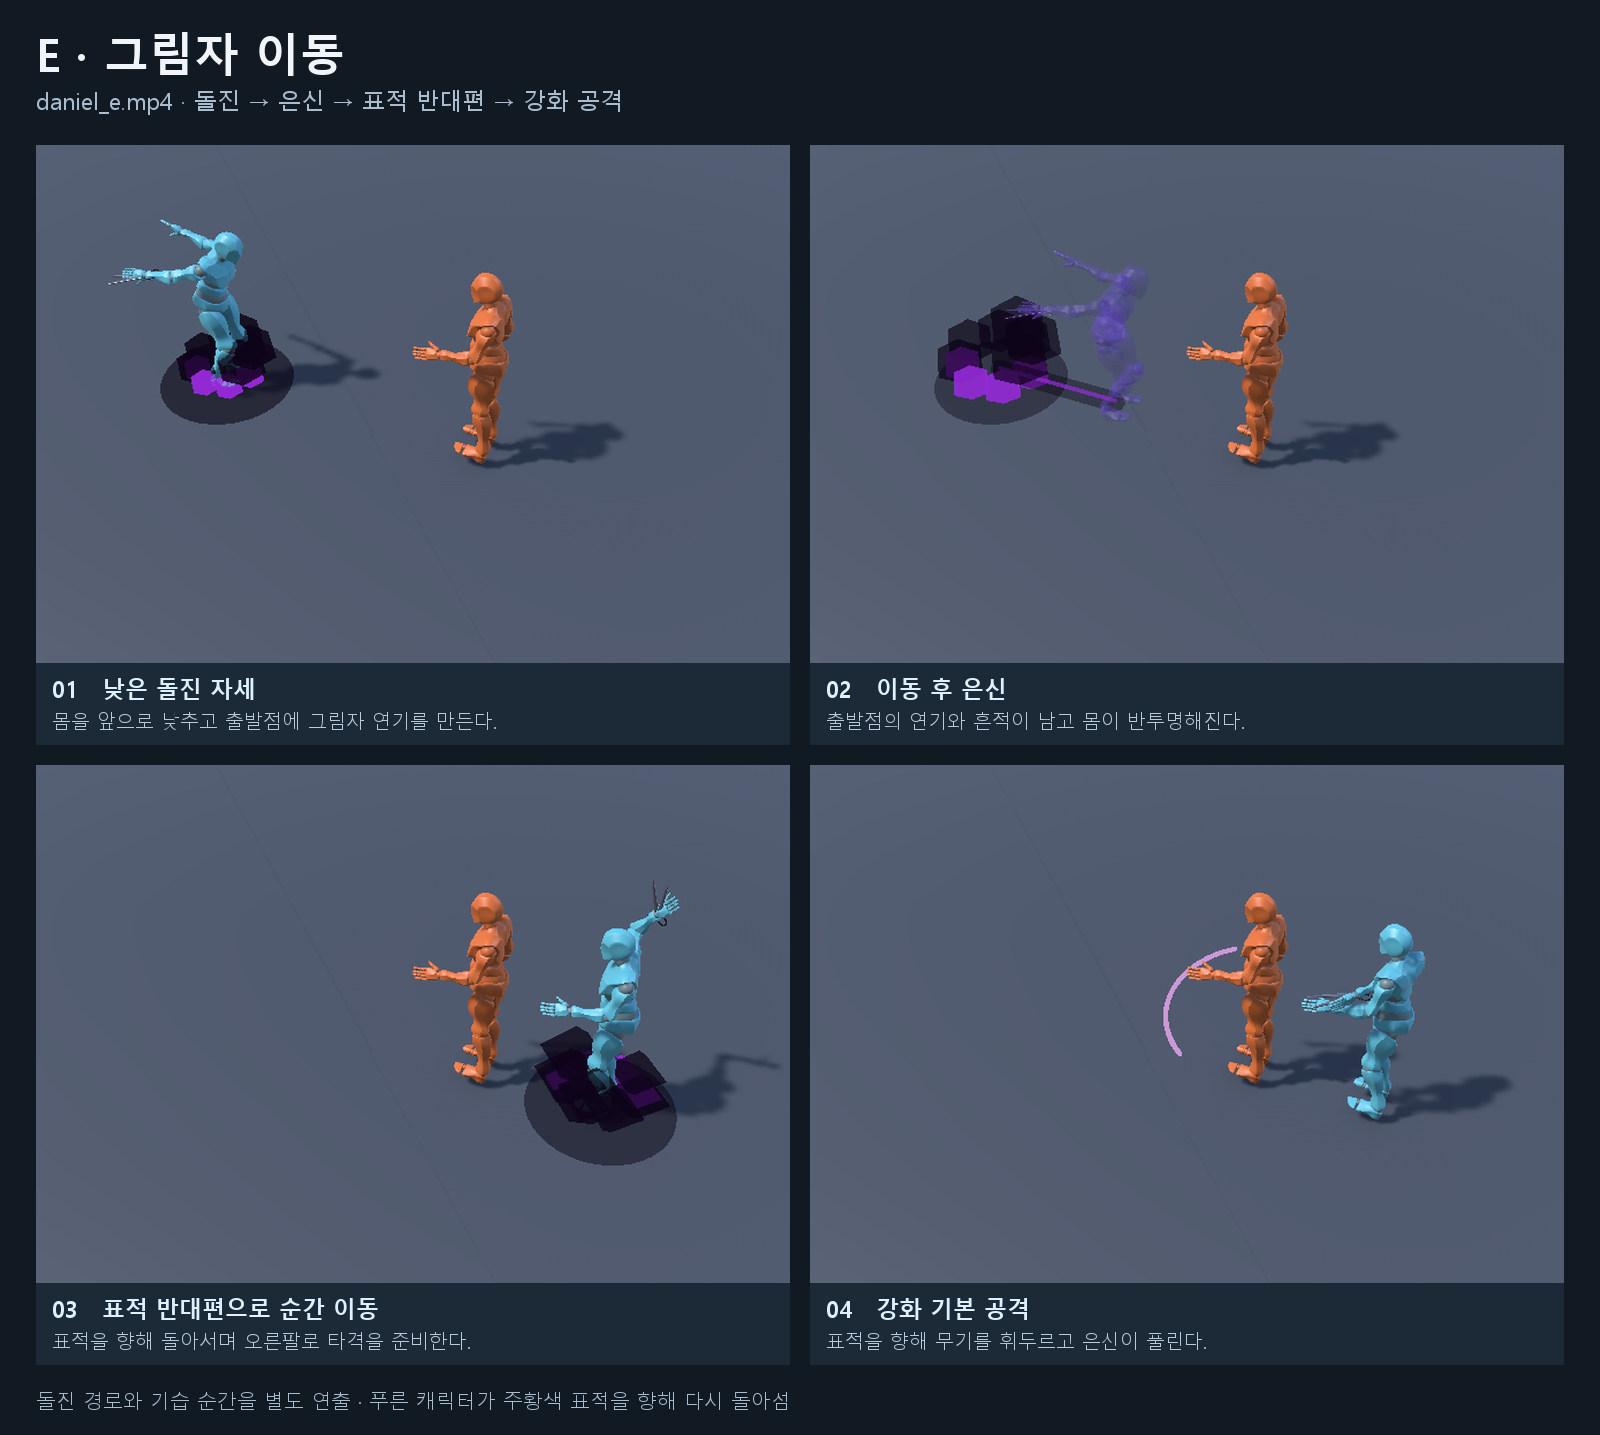 E · 그림자 이동
daniel_e.mp4 · 돌진 → 은신 → 표적 반대편 → 강화 공격
01 낮은 돌진 자세
몸을 앞으로 낮추고 출발점에 그림자 연기를 만든다.
02 이동 후 은신
출발점의 연기와 흔적이 남고 몸이 반투명해진다.
03 표적 반대편으로 순간 이동
표적을 향해 돌아서며 오른팔로 타격을 준비한다.
04 강화 기본 공격
표적을 향해 무기를 휘두르고 은신이 풀린다.
돌진 경로와 기습 순간을 별도 연출 · 푸른 캐릭터가 주황색 표적을 향해 다시 돌아섬